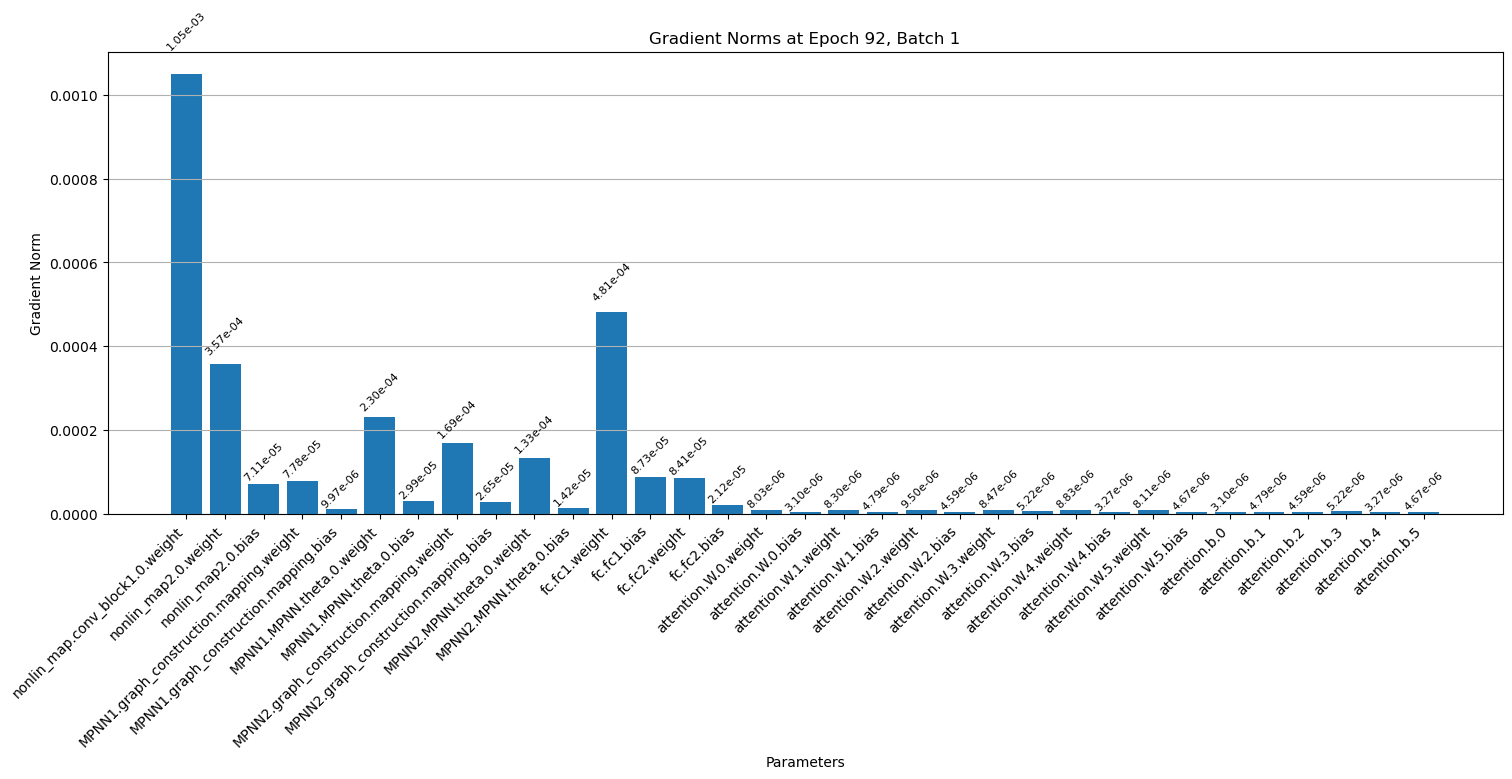 Gradient Norms at Epoch 92, Batch 1
Gradient Norm
0.0010
0.0008
0.0006
0.0004
0.0002
0.0000
1.05e-03
3.57e-04
7.11e-05
7.78e-05
9.97e-06
2.30e-04
2.99e-05
1.69e-04
2.65e-05
1.33e-04
1.42e-05
4.81e-04
8.73e-05
8.41e-05
2.12e-05
8.03e-06
3.10e-06
8.30e-06
4.79e-06
9.50e-06
4.59e-06
8.47e-06
5.22e-06
8.83e-06
3.27e-06
8.11e-06
4.67e-06
3.10e-06
4.79e-06
4.59e-06
5.22e-06
3.27e-06
4.67e-06
nonlin_map.conv_block1.0.weight
nonlin_map2.0.weight
nonlin_map2.0.bias
MPNN1.graph_construction.mapping.weight
MPNN1.graph_construction.mapping.bias
MPNN1.MPNN.theta.0.weight
MPNN1.MPNN.theta.0.bias
MPNN2.graph_construction.mapping.weight
MPNN2.graph_construction.mapping.bias
MPNN2.MPNN.theta.0.weight
MPNN2.MPNN.theta.0.bias
fc.fc1.weight
fc.fc1.bias
fc.fc2.weight
fc.fc2.bias
attention.W.0.weight
attention.W.0.bias
attention.W.1.weight
attention.W.1.bias
attention.W.2.weight
attention.W.2.bias
attention.W.3.weight
attention.W.3.bias
attention.W.4.weight
attention.W.4.bias
attention.W.5.weight
attention.W.5.bias
attention.b.0
attention.b.1
attention.b.2
attention.b.3
attention.b.4
attention.b.5
Parameters